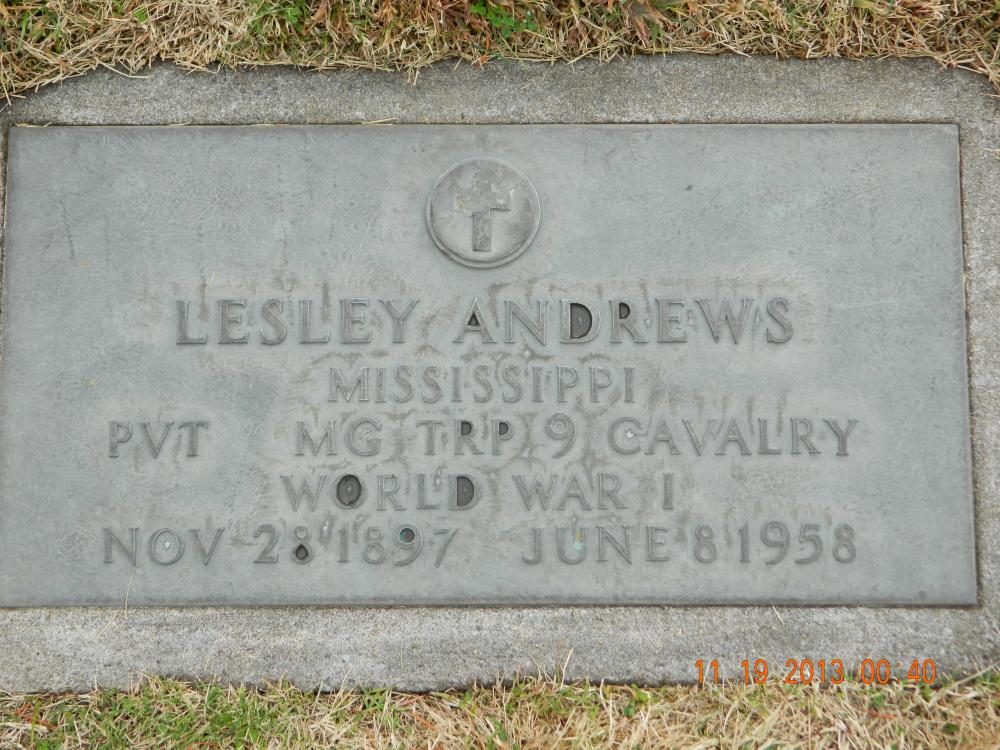 LESLEY ANDREWS
MISSISSIPPI
PVT MG TRP 9 CAVALRY
WORLD WAR I
NOV 28 1897 JUNE 8 1958
11 19 2013 00 40